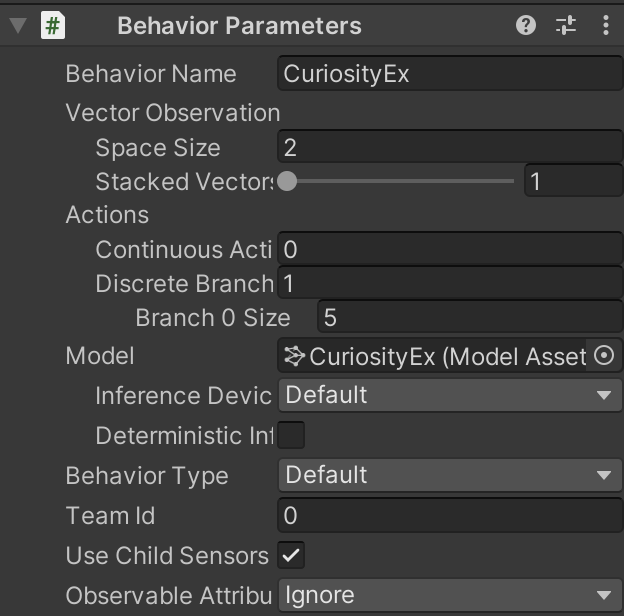 # Behavior Parameters
Behavior Name CuriosityEx
Vector Observation
Space Size 2
Stacked Vectors 1
Actions
Continuous Acti 0
Discrete Branch 1
Branch 0 Size 5
Model CuriosityEx (Model Asset
Inference Devic Default
Deterministic Inf
Behavior Type Default
Team Id 0
Use Child Sensors
Observable Attribu Ignore